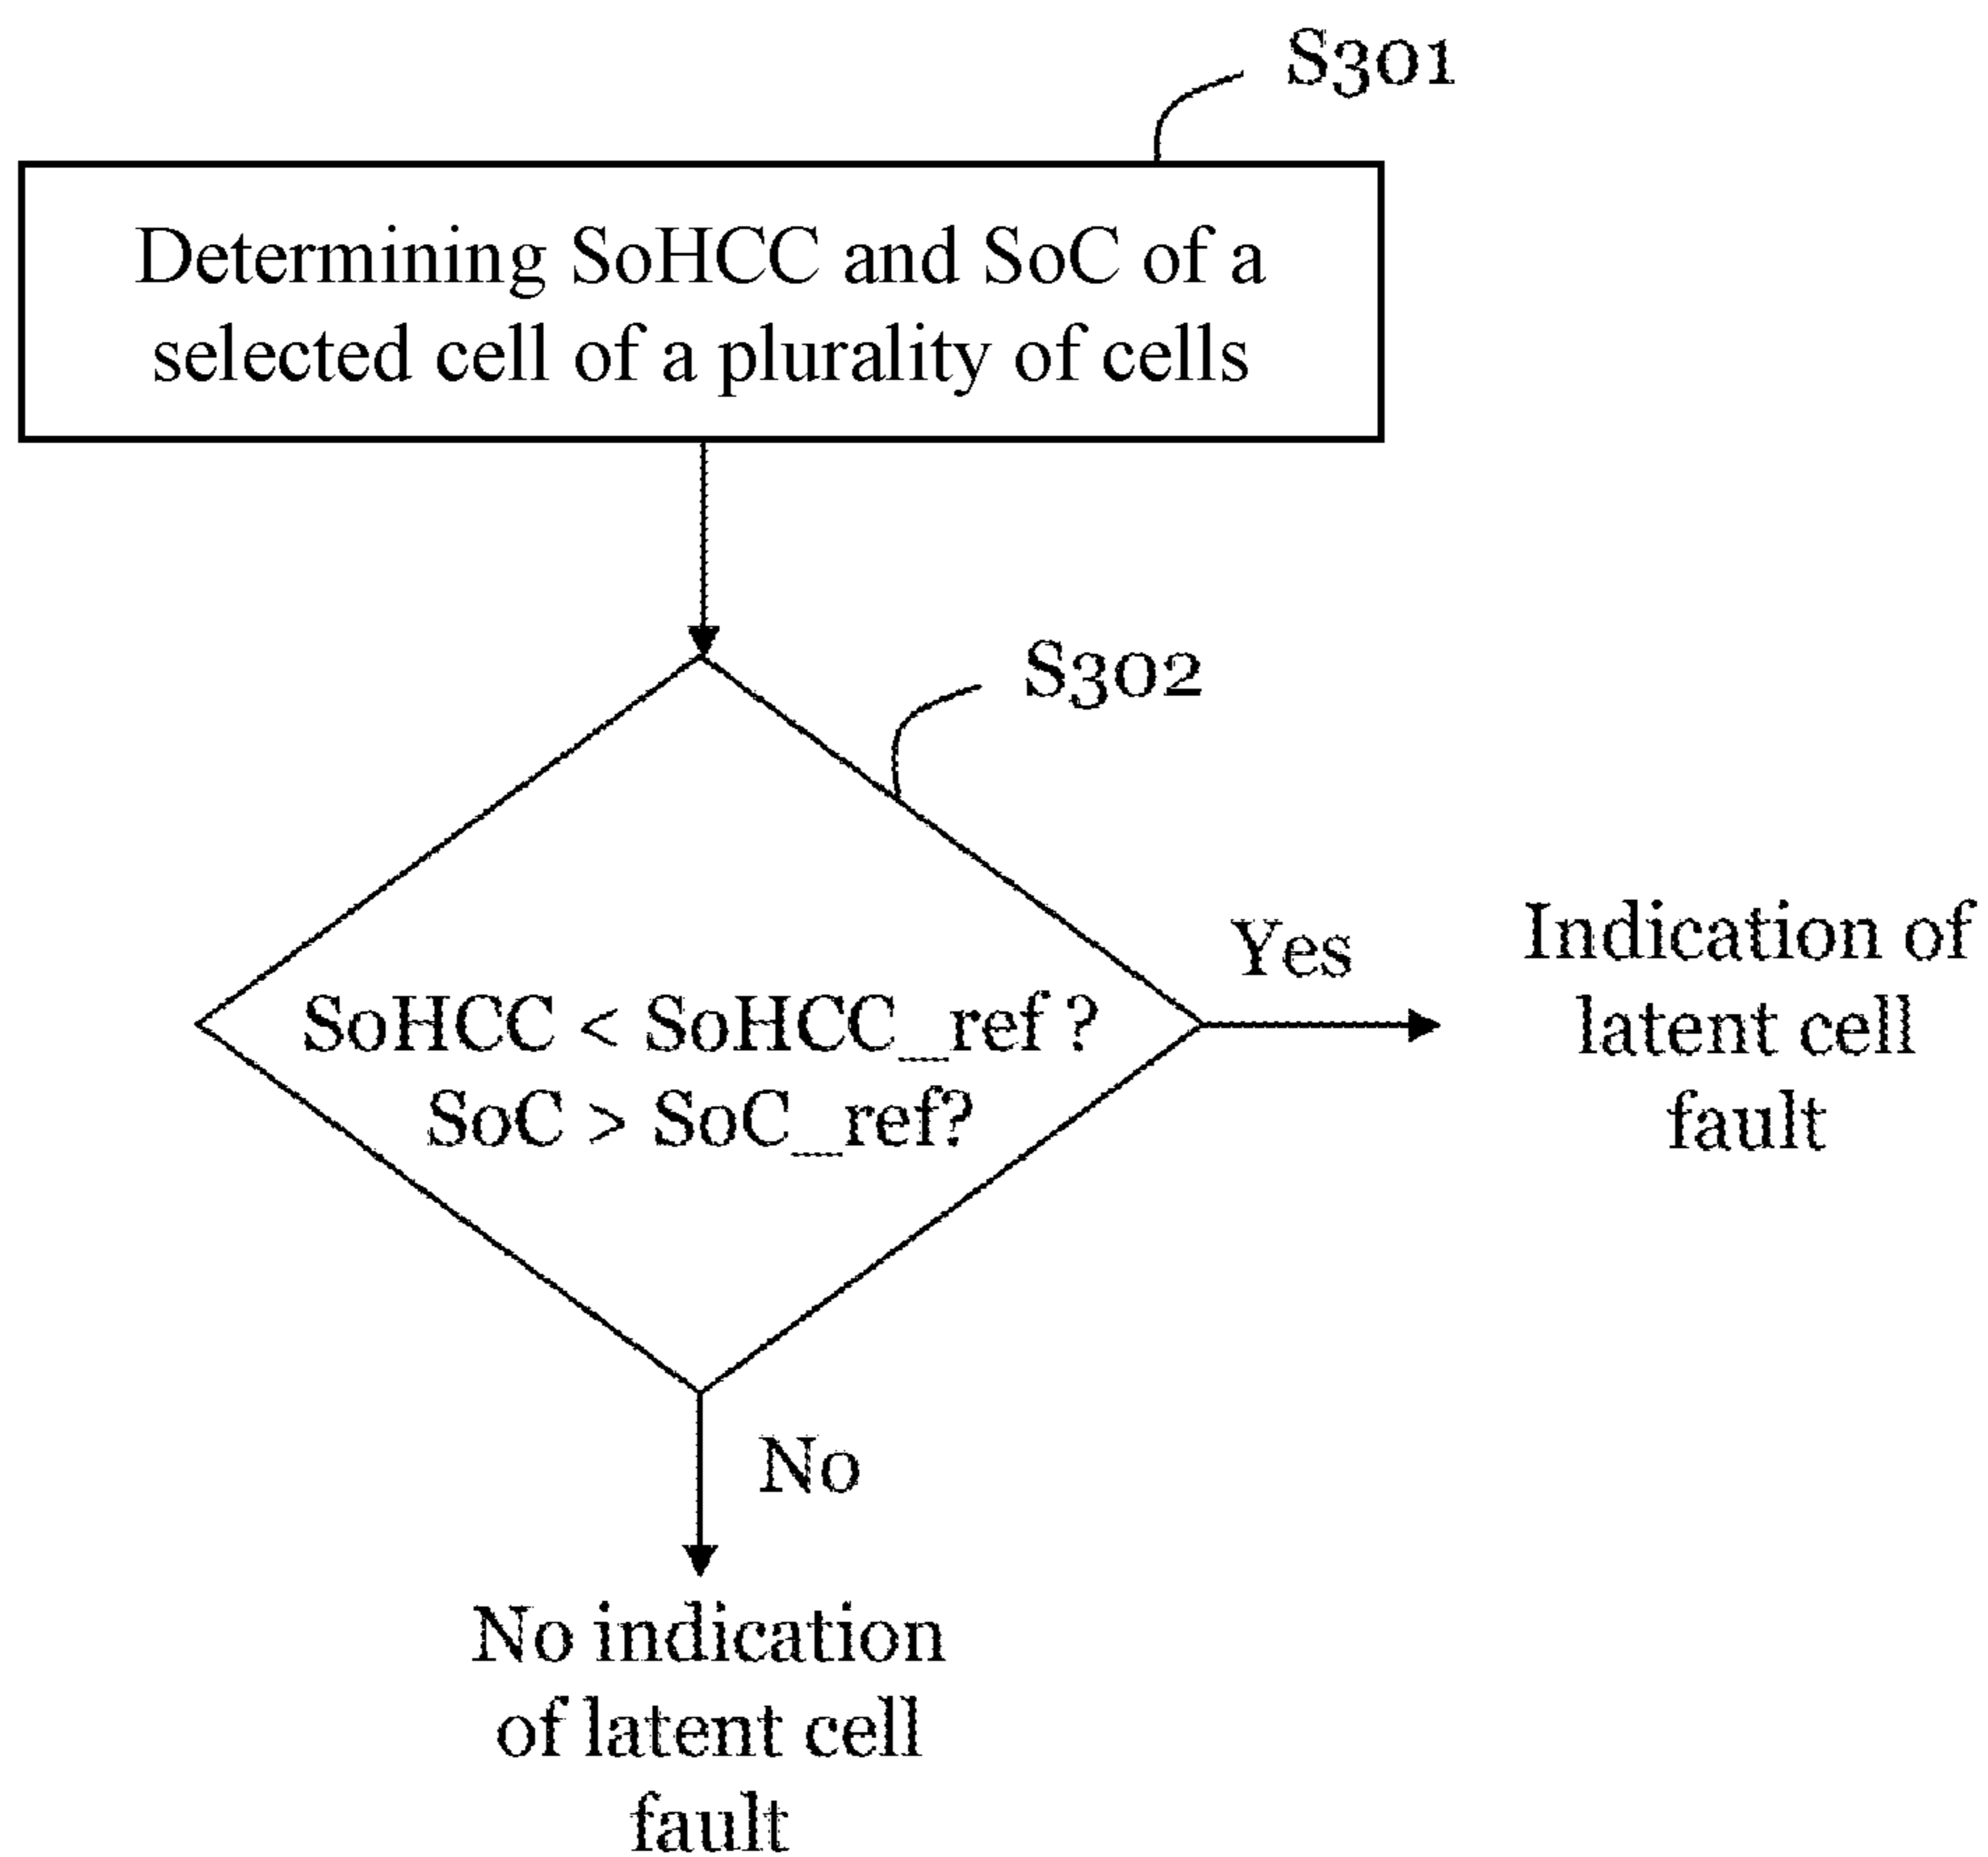 S301
Determining SoHCC and SoC of a
selected cell of a plurality of cells
S302
SoHCC < SoHCC_ref ?
SoC > SoC_ref?
Yes
Indication of
latent cell
fault
No
No indication
of latent cell
fault